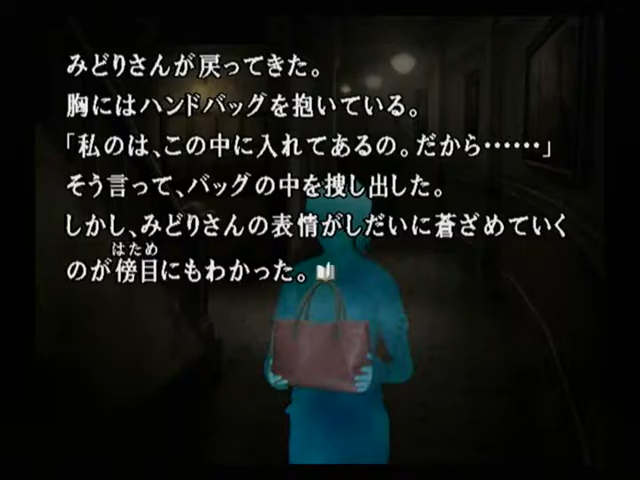 みどりさんが戻ってきた。
胸にはハンドバッグを抱いている。
「私のは、この中に入れてあるの。だから……」
そう言って、バッグの中を捜し出した。
しかし、みどりさんの表情がしだいに蒼ざめていく
はため
のが傍目にもわかった。